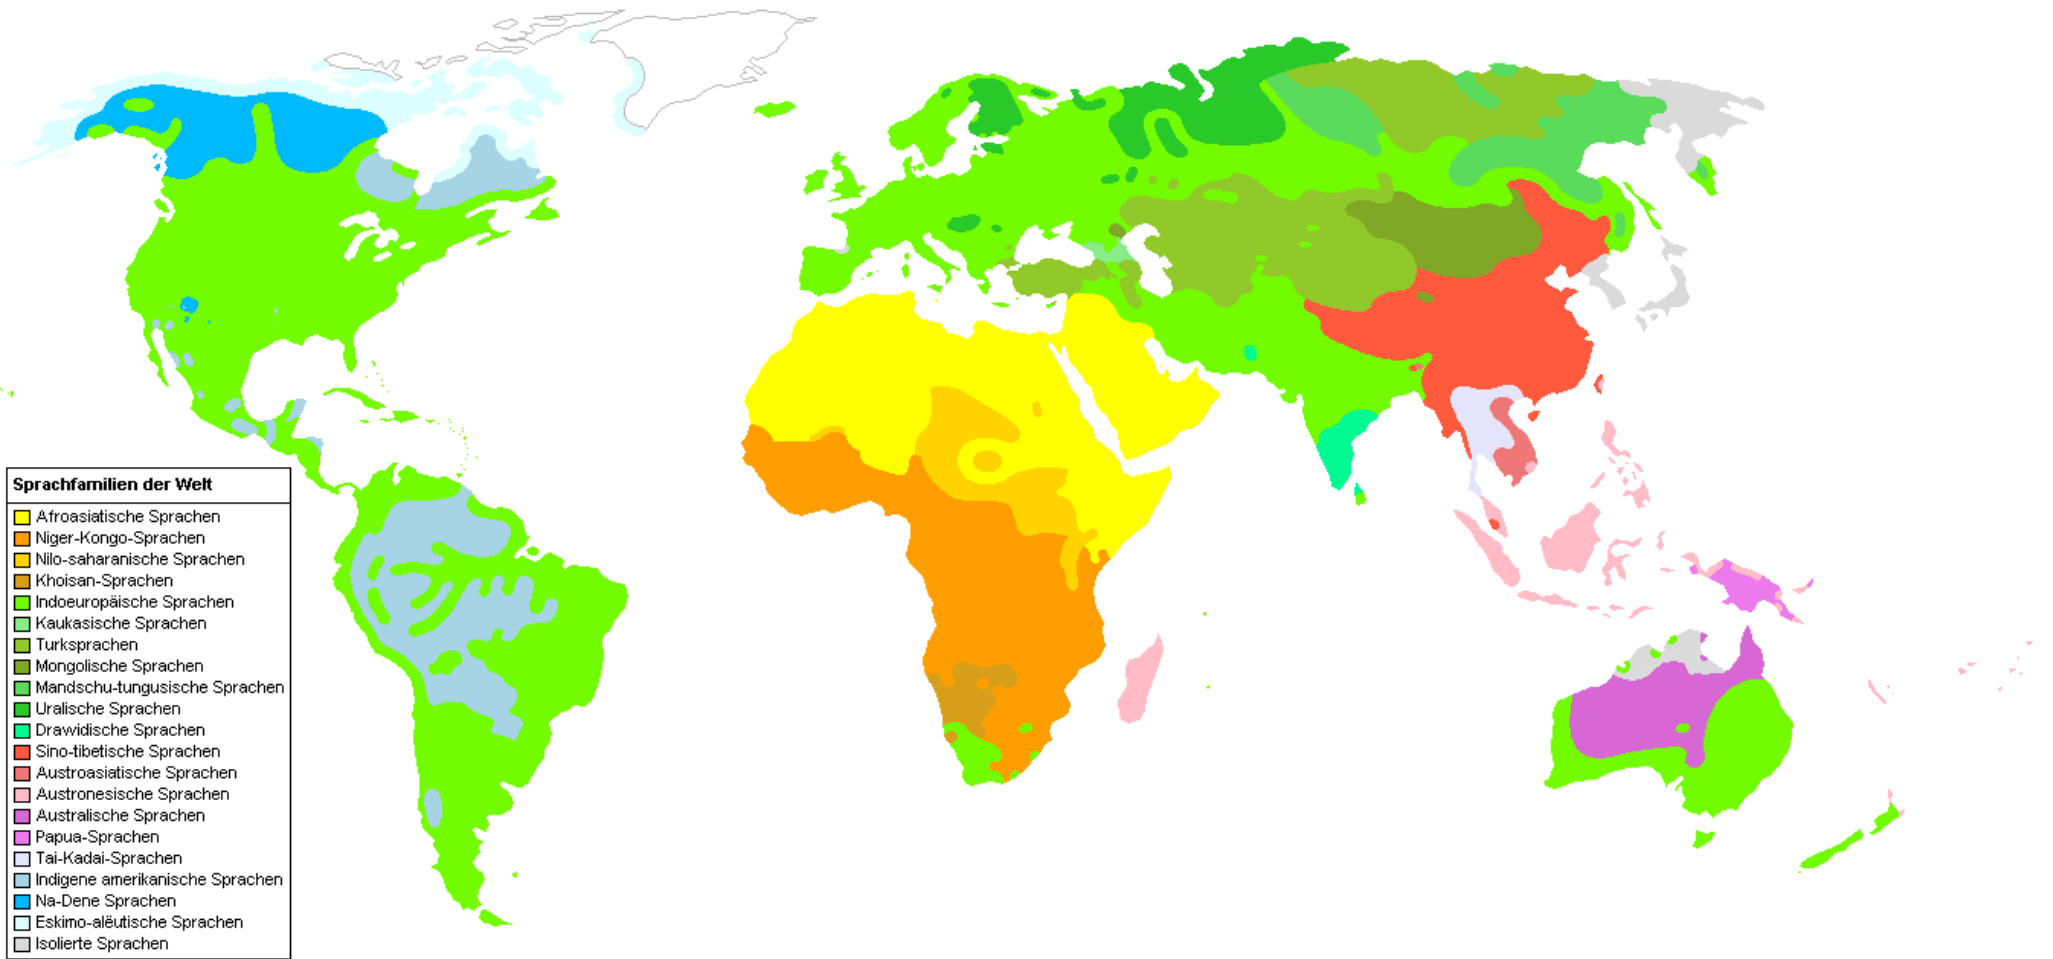 Sprachfamilien der Welt
Afroasiatische Sprachen
Niger-Kongo-Sprachen
Nilo-saharanische Sprachen
Khoisan-Sprachen
Indoeuropäische Sprachen
Kaukasische Sprachen
Turksprachen
Mongolische Sprachen
Mandschu-tungusische Sprachen
Uralische Sprachen
Drawidische Sprachen
Sino-tibetische Sprachen
Austroasiatische Sprachen
Austronesische Sprachen
Australische Sprachen
Papua-Sprachen
Tai-Kadai-Sprachen
Indigene amerikanische Sprachen
Na-Dene Sprachen
Eskimo-alëutische Sprachen
Isolierte Sprachen